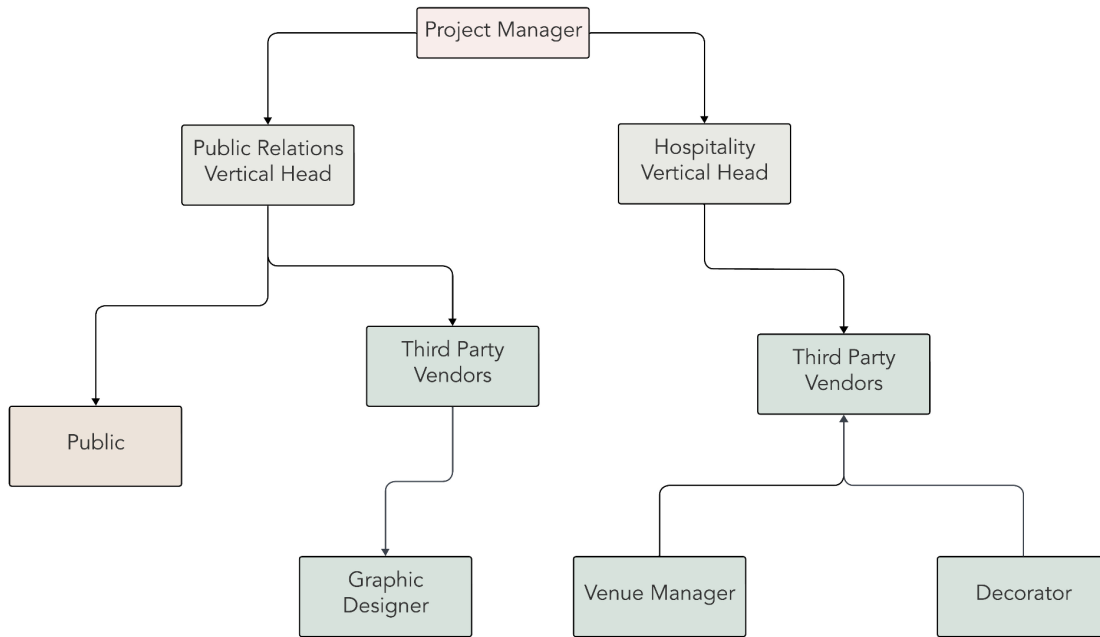 Project Manager
Public Relations
Vertical Head
Hospitality
Vertical Head
Third Party
Vendors
Third Party
Vendors
Public
Graphic
Designer
Venue Manager
Decorator